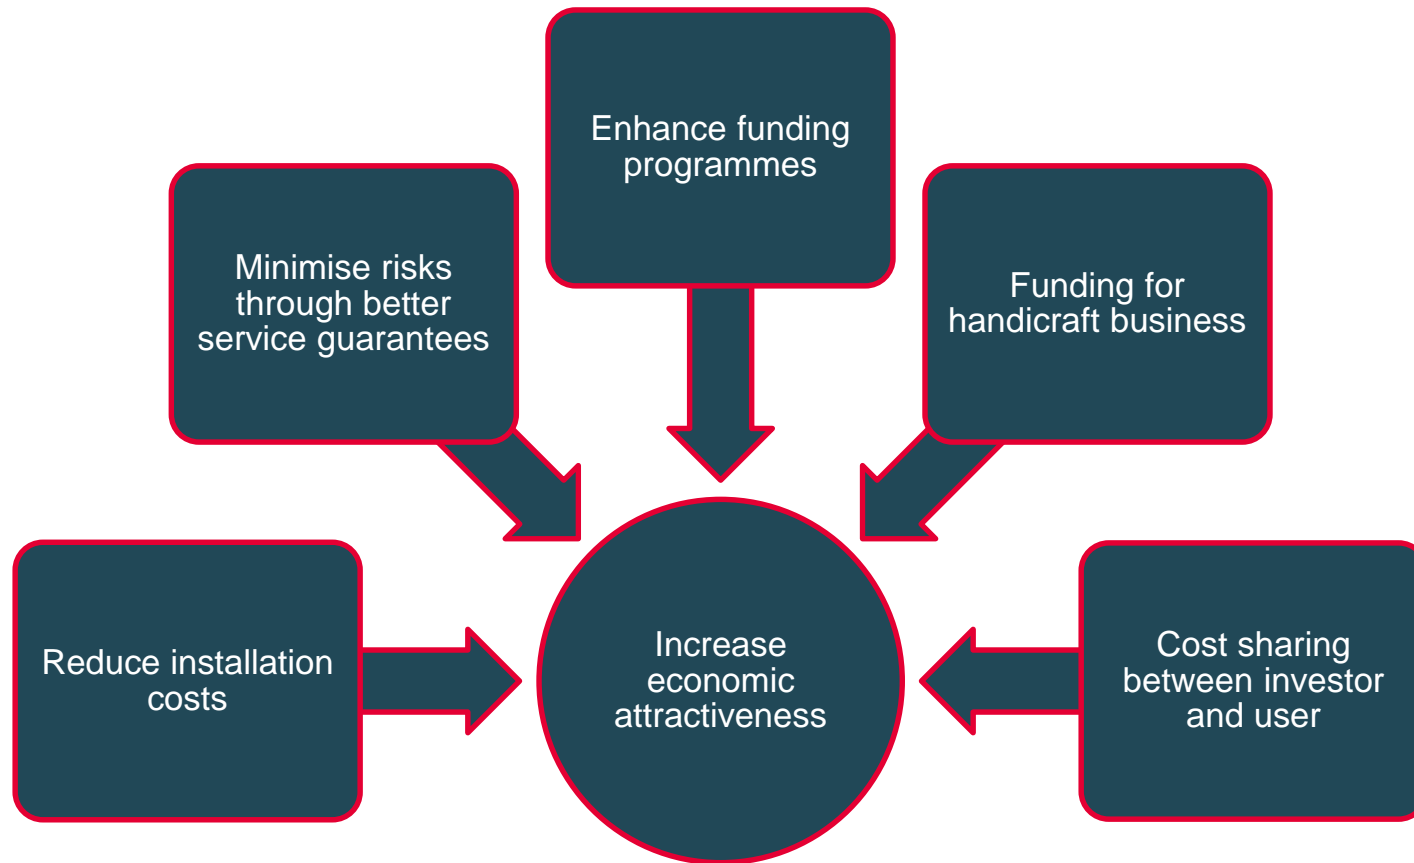 Enhance funding
programmes
Minimise risks
through better
service guarantees
Funding for
handicraft business
Reduce installation
costs
Increase
economic
attractiveness
Cost sharing
between investor
and user